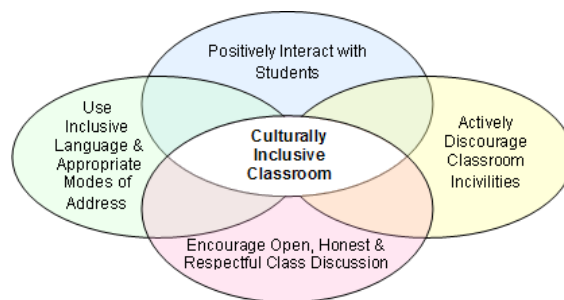 Positively Interact with
Students
Use
Inclusive
Language &
Appropriate
Modes of
Address
Culturally
Inclusive
Classroom
Actively
Discourage
Classroom
Incivilities
Encourage Open, Honest &
Respectful Class Discussion